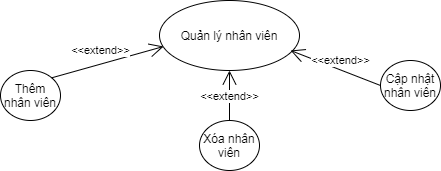 Quản lý nhân viên
<<extend>>
<<extend>>
<<extend>>
Thêm
nhân viên
Cập nhật
nhân viên
Xóa nhân
viên